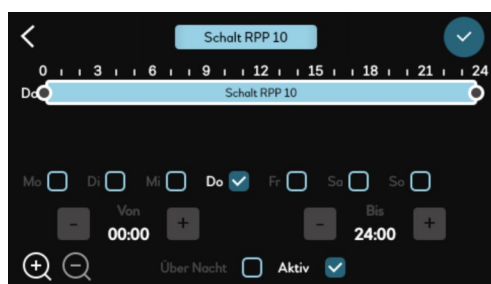 Schalt RPP 10
0 3 6 9 12 15 18 21 24
Do Schalt RPP 10
Mo Di Mi Do Fr Sa So
Von Bis
- 00:00 + - 24:00 +
Über Nacht Aktiv